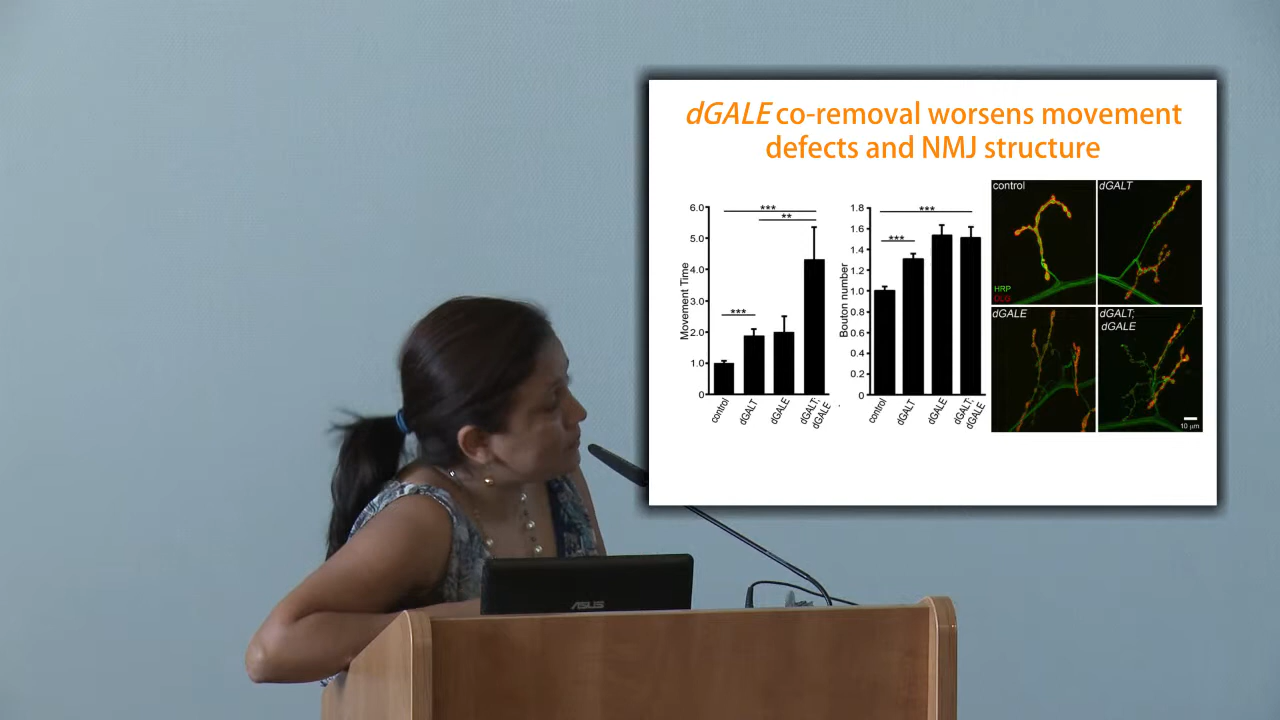 dGALE co-removal worsens movement
defects and NMJ structure
***
**
***
6.0
5.0
4.0
3.0
2.0
1.0
0
Movement Time
control
dGALT
dGALE
dGALT;
dGALE
***
***
1.8
1.6
1.4
1.2
1.0
0.8
0.6
0.4
0.2
0
Bouton number
control
dGALT
dGALE
dGALT;
dGALE
control
HRP
DLG
dGALT
dGALE
dGALT;
dGALE
10 µm
ASUS